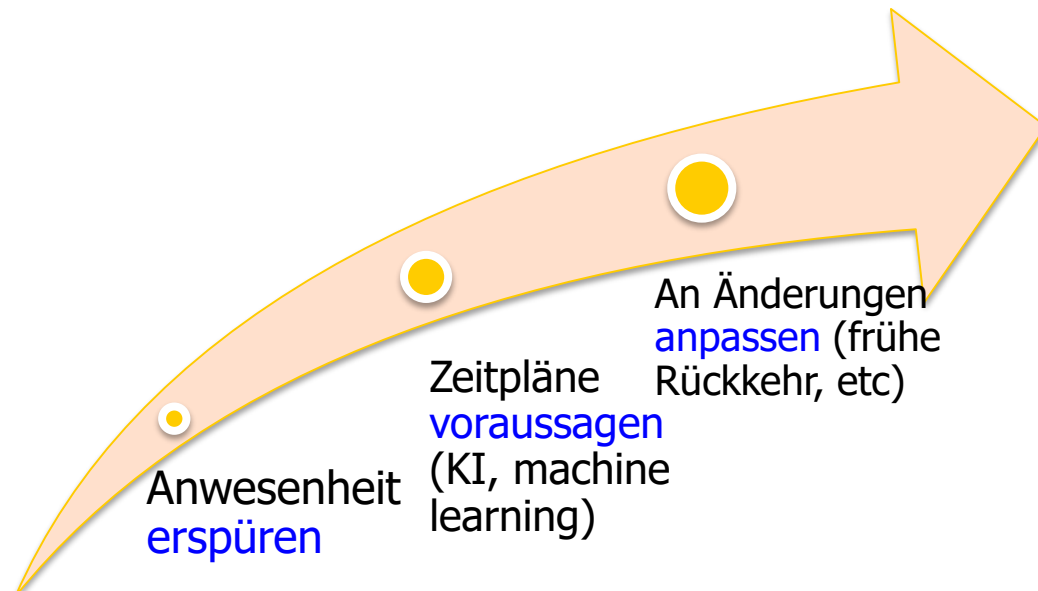 Anwesenheit
erspüren
Zeitpläne
voraussagen
(KI, machine
learning)
An Änderungen
anpassen (frühe
Rückkehr, etc)